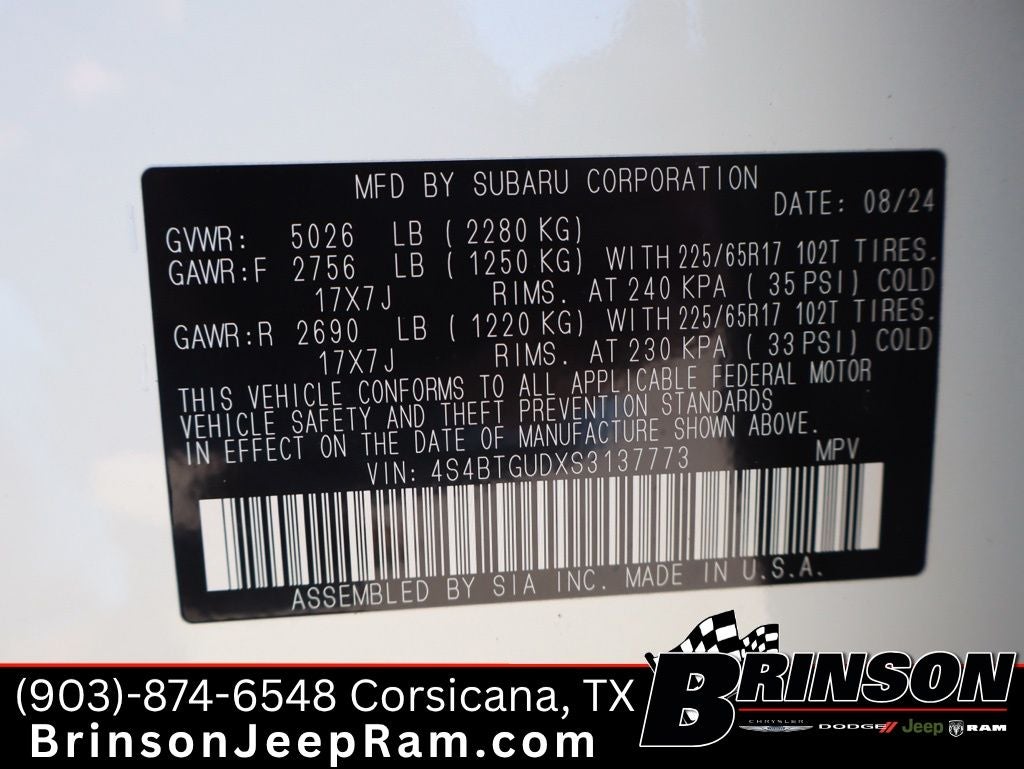 MFD BY SUBARU CORPORATION
DATE: 08/24
GVWR: 5026 LB ( 2280 KG)
GAWR:F 2756 LB ( 1250 KG) WITH 225/65R17 102T TIRES.
17X7J RIMS. AT 240 KPA ( 35 PSI) COLD
GAWR:R 2690 LB ( 1220 KG) WITH 225/65R17 102T TIRES.
17X7J RIMS. AT 230 KPA ( 33 PSI) COLD
THIS VEHICLE CONFORMS TO ALL APPLICABLE FEDERAL MOTOR
VEHICLE SAFETY AND THEFT PREVENTION STANDARDS
IN EFFECT ON THE DATE OF MANUFACTURE SHOWN ABOVE.
VIN: 4S4BTGUDXS3137773 MPV
ASSEMBLED BY SIA INC. MADE IN U.S.A.
(903)-874-6548 Corsicana, TX
BrinsonJeepRam.com
BRINSON
CHRYSLER DODGE Jeep RAM